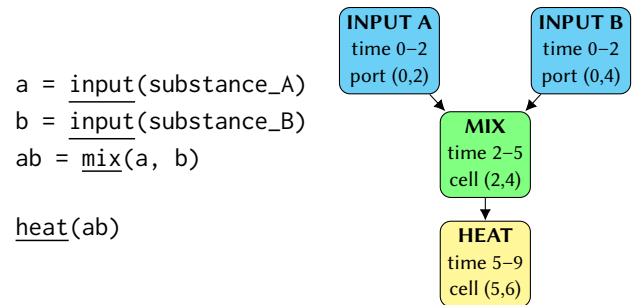 a = input(substance_A)
b = input(substance_B)
ab = mix(a, b)
heat(ab)
INPUT A
time 0–2
port (0,2)
INPUT B
time 0–2
port (0,4)
MIX
time 2–5
cell (2,4)
HEAT
time 5–9
cell (5,6)